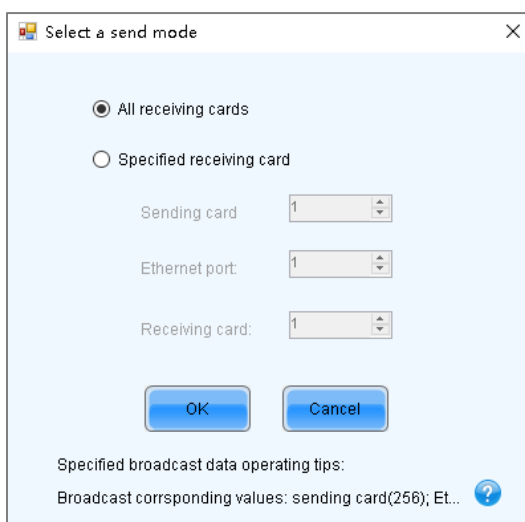 Select a send mode
All receiving cards
Specified receiving card
Sending card 1
Ethernet port: 1
Receiving card: 1
OK Cancel
Specified broadcast data operating tips:
Broadcast corrsponding values: sending card(256); Et... ?